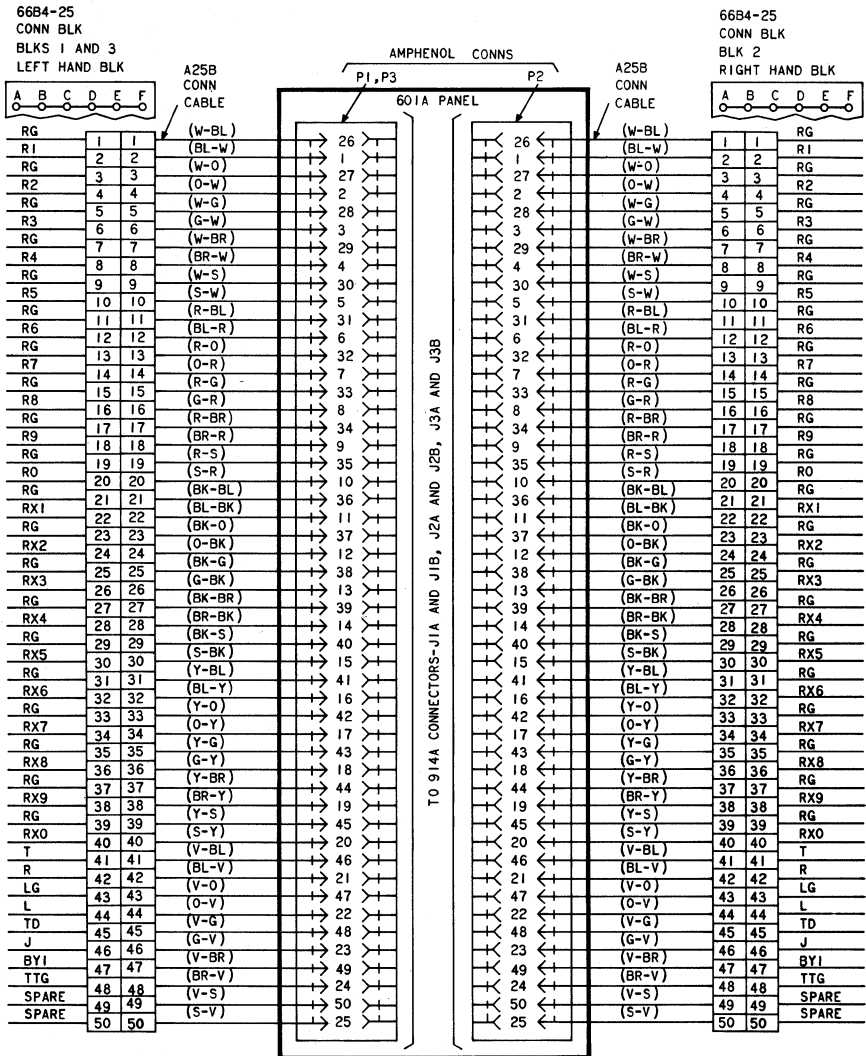 66B4-25
CONN BLK
BLKS 1 AND 3
LEFT HAND BLK
A B C D E F
A25B
CONN
CABLE
AMPHENOL CONNS
P1,P3
P2
601A PANEL
A25B
CONN
CABLE
66B4-25
CONN BLK
BLK 2
RIGHT HAND BLK
A B C D E F
RG 1 1 (W-BL) 26 26 (W-BL) 1 1 RG
R1 2 2 (BL-W) 1 1 (BL-W) 2 2 R1
RG 3 3 (W-O) 27 27 (W-O) 3 3 RG
R2 4 4 (O-W) 2 2 (O-W) 4 4 R2
RG 5 5 (W-G) 28 28 (W-G) 5 5 RG
R3 6 6 (G-W) 3 3 (G-W) 6 6 R3
RG 7 7 (W-BR) 29 29 (W-BR) 7 7 RG
R4 8 8 (BR-W) 4 4 (BR-W) 8 8 R4
RG 9 9 (W-S) 30 30 (W-S) 9 9 RG
R5 10 10 (S-W) 5 5 (S-W) 10 10 R5
RG 11 11 (R-BL) 31 31 (R-BL) 11 11 RG
R6 12 12 (BL-R) 6 6 (BL-R) 12 12 R6
RG 13 13 (R-O) 32 32 (R-O) 13 13 RG
R7 14 14 (O-R) 7 7 (O-R) 14 14 R7
RG 15 15 (R-G) 33 33 (R-G) 15 15 RG
R8 16 16 (G-R) 8 8 (G-R) 16 16 R8
RG 17 17 (R-BR) 34 34 (R-BR) 17 17 RG
R9 18 18 (BR-R) 9 9 (BR-R) 18 18 R9
RG 19 19 (R-S) 35 35 (R-S) 19 19 RG
RO 20 20 (S-R) 10 10 (S-R) 20 20 RO
RG 21 21 (BK-BL) 36 36 (BK-BL) 21 21 RG
RX1 22 22 (BL-BK) 11 11 (BL-BK) 22 22 RX1
RG 23 23 (BK-O) 37 37 (BK-O) 23 23 RG
RX2 24 24 (O-BK) 12 12 (O-BK) 24 24 RX2
RG 25 25 (BK-G) 38 38 (BK-G) 25 25 RG
RX3 26 26 (G-BK) 13 13 (G-BK) 26 26 RX3
RG 27 27 (BK-BR) 39 39 (BK-BR) 27 27 RG
RX4 28 28 (BR-BK) 14 14 (BR-BK) 28 28 RX4
RG 29 29 (BK-S) 40 40 (BK-S) 29 29 RG
RX5 30 30 (S-BK) 15 15 (S-BK) 30 30 RX5
RG 31 31 (Y-BL) 41 41 (Y-BL) 31 31 RG
RX6 32 32 (BL-Y) 16 16 (BL-Y) 32 32 RX6
RG 33 33 (Y-O) 42 42 (Y-O) 33 33 RG
RX7 34 34 (O-Y) 17 17 (O-Y) 34 34 RX7
RG 35 35 (Y-G) 43 43 (Y-G) 35 35 RG
RX8 36 36 (G-Y) 18 18 (G-Y) 36 36 RX8
RG 37 37 (Y-BR) 44 44 (Y-BR) 37 37 RG
RX9 38 38 (BR-Y) 19 19 (BR-Y) 38 38 RX9
RG 39 39 (Y-S) 45 45 (Y-S) 39 39 RG
RXO 40 40 (S-Y) 20 20 (S-Y) 40 40 RXO
T 41 41 (V-BL) 46 46 (V-BL) 41 41 T
R 42 42 (BL-V) 21 21 (BL-V) 42 42 R
LG 43 43 (V-O) 47 47 (V-O) 43 43 LG
L 44 44 (O-V) 22 22 (O-V) 44 44 L
TD 45 45 (V-G) 48 48 (V-G) 45 45 TD
J 46 46 (G-V) 23 23 (G-V) 46 46 J
BY1 47 47 (V-BR) 49 49 (V-BR) 47 47 BY1
TTG 48 48 (BR-V) 24 24 (BR-V) 48 48 TTG
SPARE 49 49 (V-S) 50 50 (V-S) 49 49 SPARE
SPARE 50 50 (S-V) 25 25 (S-V) 50 50 SPARE
TO 914A CONNECTORS-J1A AND J1B, J2A AND J2B, J3A AND J3B